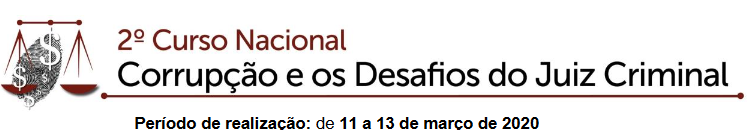 2º Curso Nacional
Corrupção e os Desafios do Juiz Criminal
Período de realização: de 11 a 13 de março de 2020